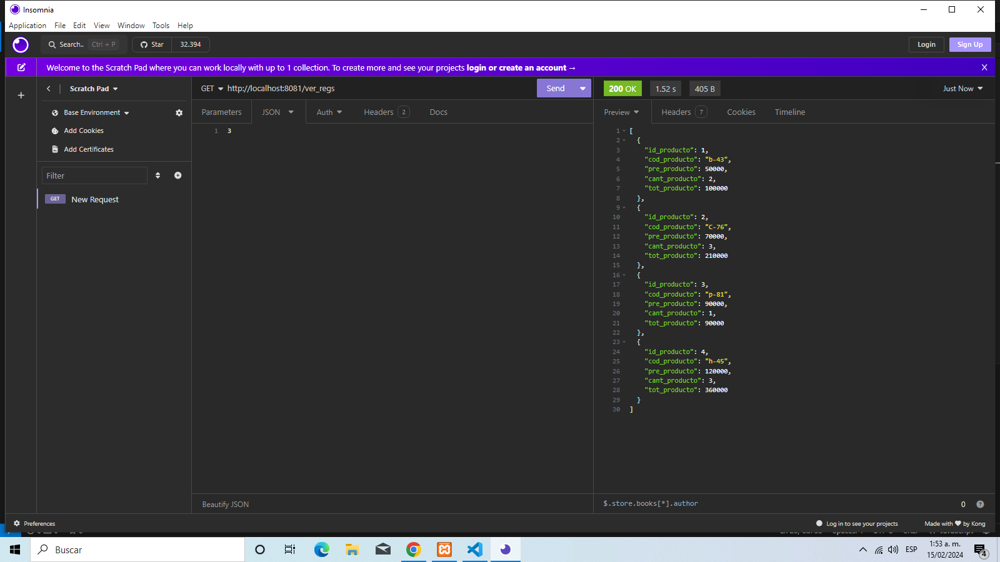 Insomnia
Application File Edit View Window Tools Help
Search.. Ctrl + P Star 32.394 Login Sign Up
Welcome to the Scratch Pad where you can work locally with up to 1 collection. To create more and see your projects login or create an account → X
Scratch Pad
GET http://localhost:8081/ver_regs Send
200 OK 1.52 s 405 B Just Now
Base Environment
Add Cookies
Add Certificates
Filter
GET New Request
Parameters JSON Auth Headers 2 Docs
1 3
Beautify JSON
Preview Headers 7 Cookies Timeline
1 [
2 {
3 "id_producto": 1,
4 "cod_producto": "b-43",
5 "pre_producto": 50000,
6 "cant_producto": 2,
7 "tot_producto": 100000
8 },
9 {
10 "id_producto": 2,
11 "cod_producto": "C-76",
12 "pre_producto": 70000,
13 "cant_producto": 3,
14 "tot_producto": 210000
15 },
16 {
17 "id_producto": 3,
18 "cod_producto": "p-81",
19 "pre_producto": 90000,
20 "cant_producto": 1,
21 "tot_producto": 90000
22 },
23 {
24 "id_producto": 4,
25 "cod_producto": "h-45",
26 "pre_producto": 120000,
27 "cant_producto": 3,
28 "tot_producto": 360000
29 }
30 ]
$.store.books[*].author 0 ?
Preferences Log in to see your projects Made with ❤ by Kong
Buscar
ESP
1:53 a. m.
15/02/2024
4